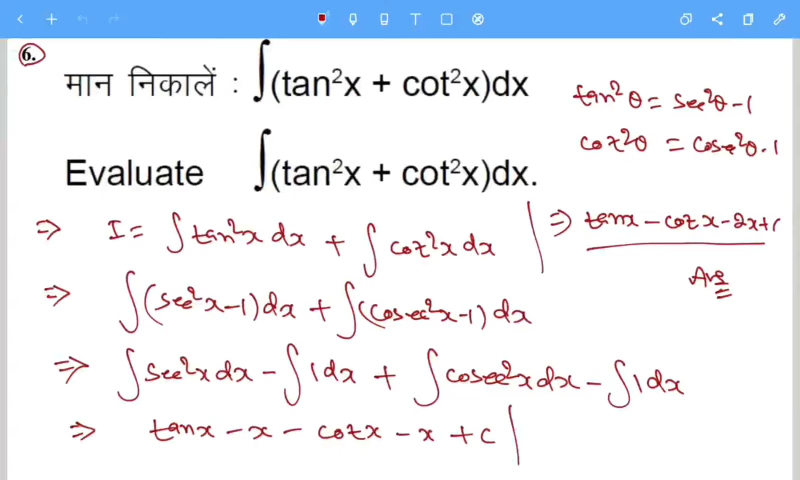 6.
मान निकालें : ∫(tan²x + cot²x)dx
tan²θ = sec²θ-1
cot²θ = cosec²θ-1
Evaluate ∫(tan²x + cot²x)dx.
⇒ I = ∫tan²x dx + ∫cot²x dx
⇒ ∫(sec²x-1)dx + ∫(cosec²x-1)dx
⇒ ∫sec²x dx - ∫1dx + ∫cosec²x dx - ∫1dx
⇒ tanx - x - cotx - x + c
⇒ tanx - cotx - 2x + c
Ans